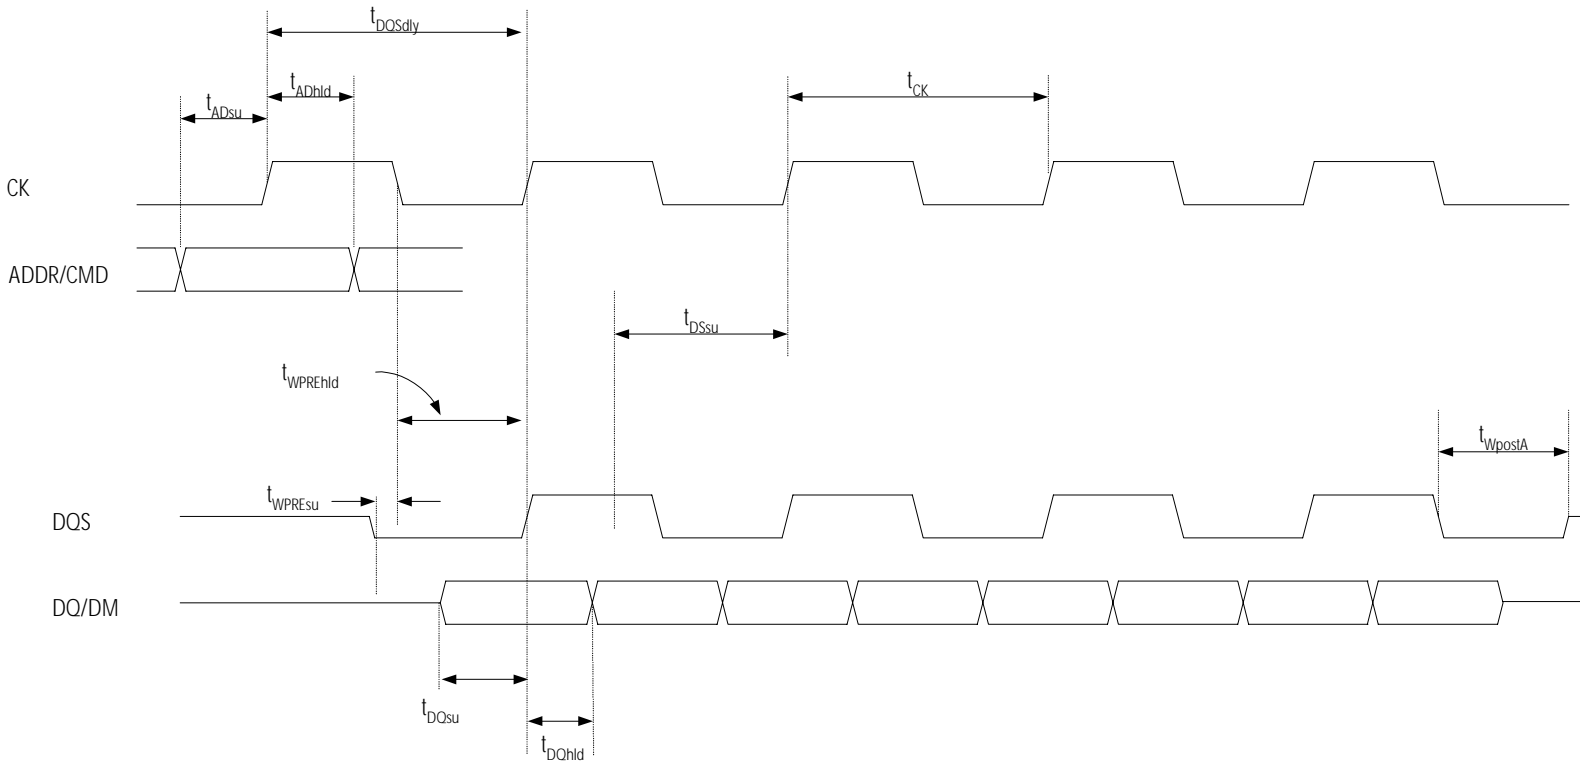 tDQSdly
tADhld
tCK
tADsu
CK
ADDR/CMD
tDSsu
tWPREhld
tWpostA
tWPREsu
DQS
DQ/DM
tDQsu
tDQhld